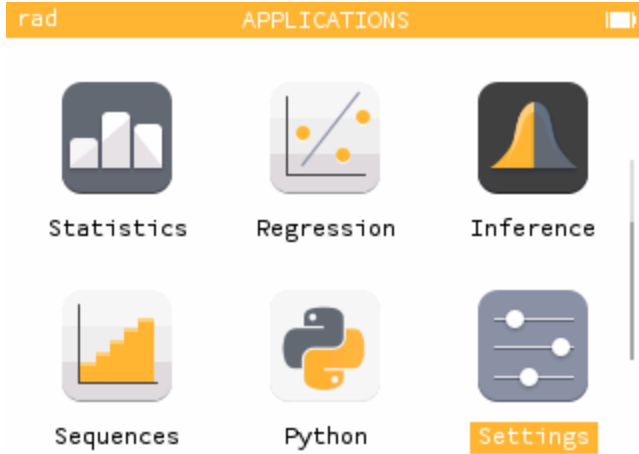 rad APPLICATIONS
Statistics Regression Inference
Sequences Python Settings